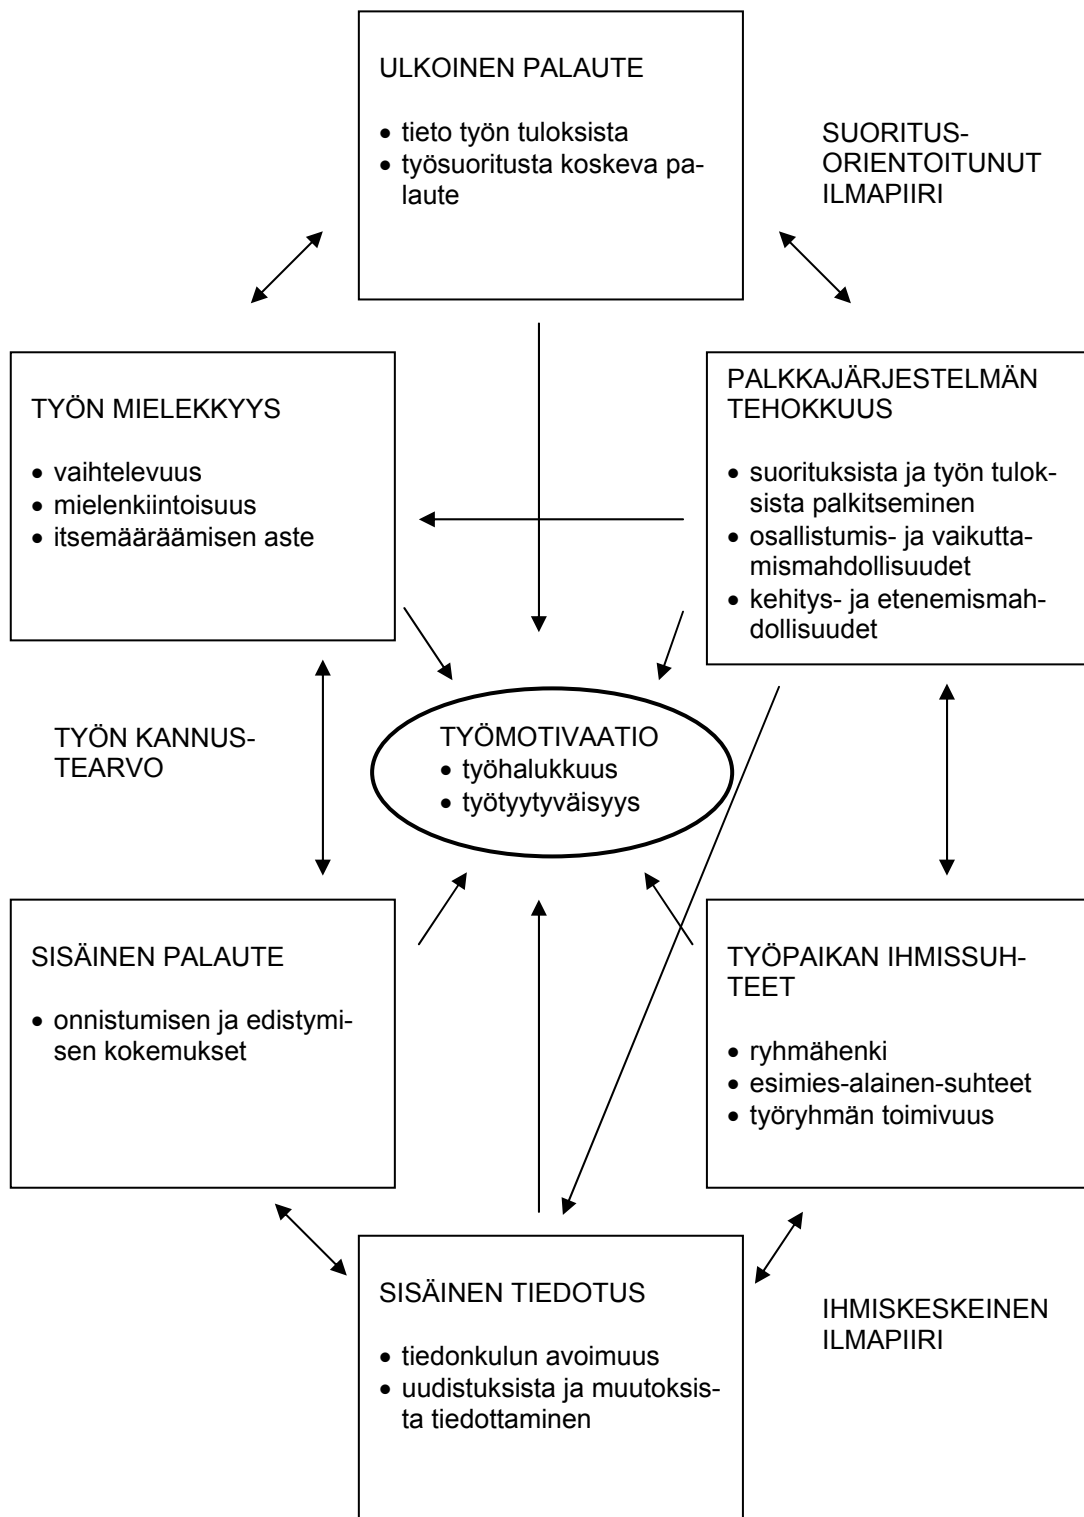 ULKOINEN PALAUTE
• tieto työn tuloksista
• työsuoritusta koskeva pa-
laute
SUORITUS-
ORIENTOITUNUT
ILMAPIIRI
TYÖN MIELEKKYYS
• vaihtelevuus
• mielenkiintoisuus
• itsemääräämisen aste
PALKKAJÄRJESTELMÄN
TEHOKKUUS
• suorituksista ja työn tulok-
sista palkitseminen
• osallistumis- ja vaikutta-
mismahdollisuudet
• kehitys- ja etenemismah-
dollisuudet
TYÖN KANNUS-
TEARVO
TYÖMOTIVAATIO
• työhalukkuus
• työtyytyväisyys
SISÄINEN PALAUTE
• onnistumisen ja edistymi-
sen kokemukset
TYÖPAIKAN IHMISSUH-
TEET
• ryhmähenki
• esimies-alainen-suhteet
• työryhmän toimivuus
SISÄINEN TIEDOTUS
• tiedonkulun avoimuus
• uudistuksista ja muutoksis-
ta tiedottaminen
IHMISKESKEINEN
ILMAPIIRI